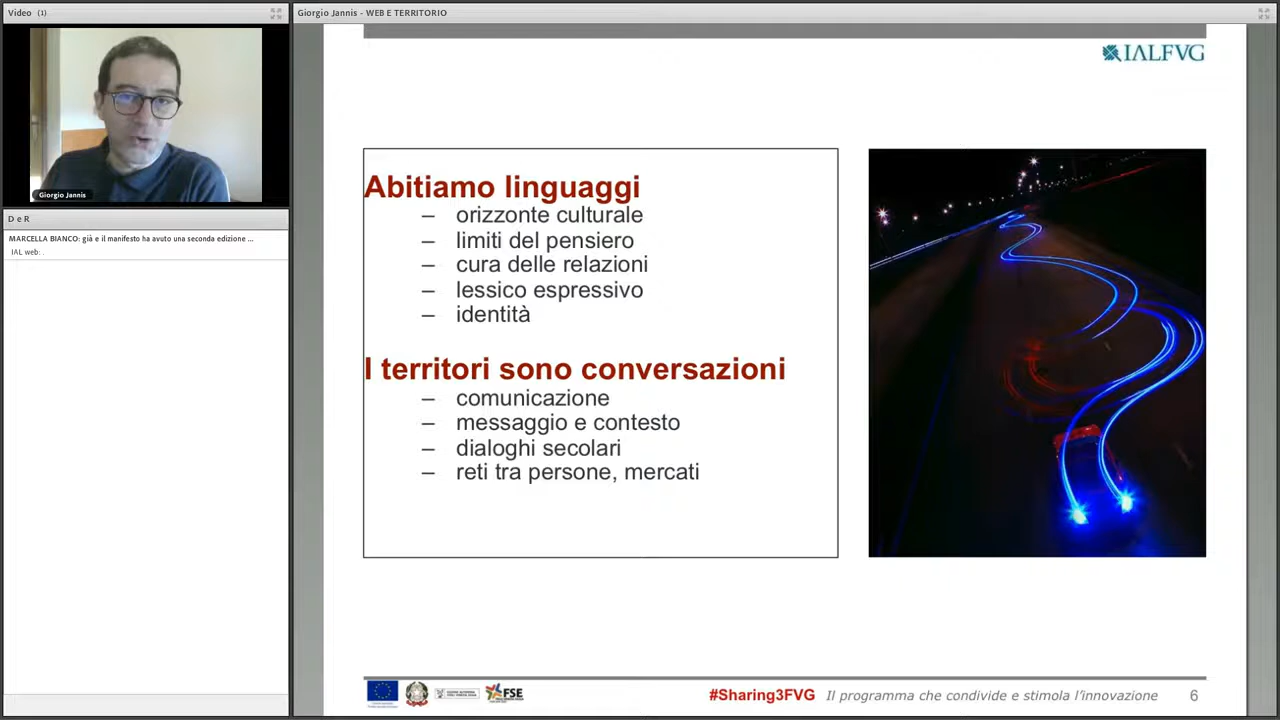 Video (1)
Giorgio Jannis
D e R
MARCELLA BIANCO: già e il manifesto ha avuto una seconda edizione ...
IAL web: .
Giorgio Jannis - WEB E TERRITORIO
IALFVG
Abitiamo linguaggi
– orizzonte culturale
– limiti del pensiero
– cura delle relazioni
– lessico espressivo
– identità
I territori sono conversazioni
– comunicazione
– messaggio e contesto
– dialoghi secolari
– reti tra persone, mercati
FSE
#Sharing3FVG Il programma che condivide e stimola l'innovazione 6